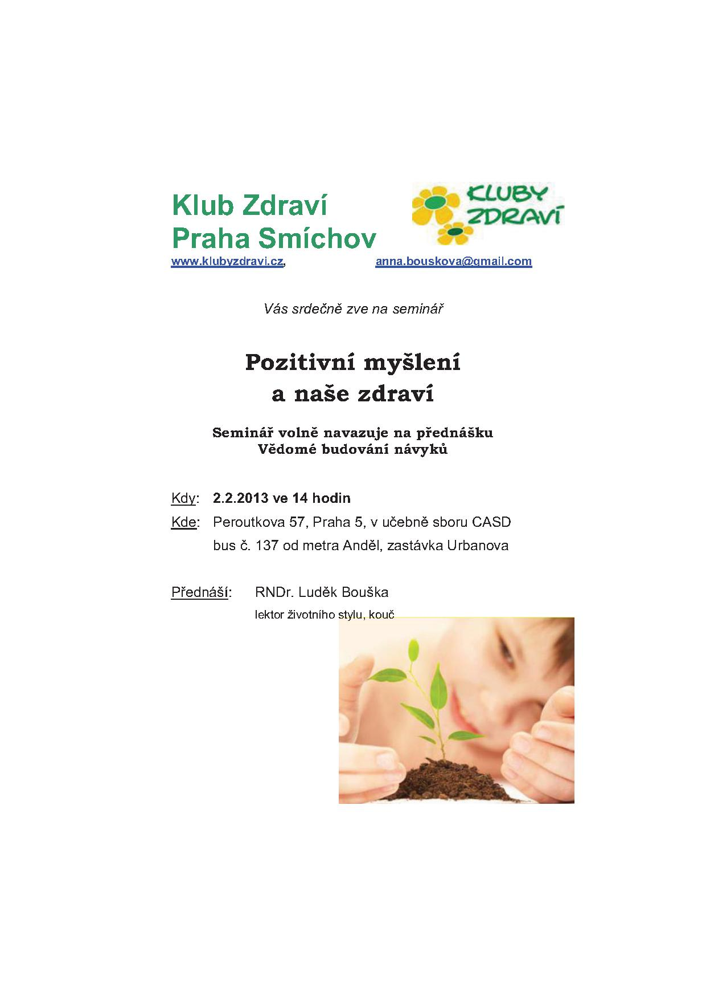 Klub Zdraví
Praha Smíchov
KLUBY
ZDRAVÍ
www.klubyzdravi.cz, anna.bouskova@gmail.com
Vás srdečně zve na seminář
Pozitivní myšlení
a naše zdraví
Seminář volně navazuje na přednášku
Vědomé budování návyků
Kdy: 2.2.2013 ve 14 hodin
Kde: Peroutkova 57, Praha 5, v učebně sboru CASD
bus č. 137 od metra Anděl, zastávka Urbanova
Přednáší: RNDr. Luděk Bouška
lektor životního stylu, kouč